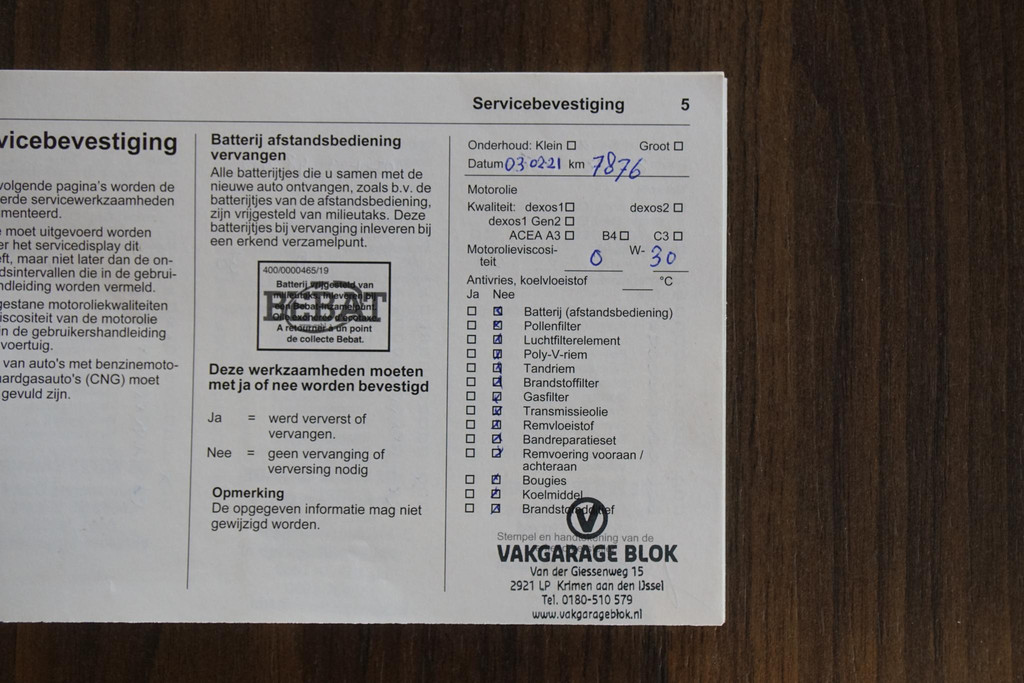 Servicebevestiging 5
vicebevestiging
volgende pagina's worden de
erde servicewerkzaamheden
menteerd.
moet uitgevoerd worden
er het servicedisplay dit
eft, maar niet later dan de on-
dsintervallen die in de gebrui-
ndleiding worden vermeld.
gestane motoroliekwaliteiten
iscositeit van de motorolie
in de gebruikershandleiding
voertuig.
van auto's met benzinemoto-
aardgasauto's (CNG) moet
gevuld zijn.
Batterij afstandsbediening
vervangen
Alle batterijtjes die u samen met de
nieuwe auto ontvangen, zoals b.v. de
batterijtjes van de afstandsbediening,
zijn vrijgesteld van milieutaks. Deze
batterijtjes bij vervanging inleveren bij
een erkend verzamelpunt.
400/0000465/19
BEBAT
A retourner à un point
de collecte Bebat.
Deze werkzaamheden moeten
met ja of nee worden bevestigd
Ja = werd ververst of
vervangen.
Nee = geen vervanging of
verversing nodig
Opmerking
De opgegeven informatie mag niet
gewijzigd worden.
Onderhoud: Klein ☐ Groot ☐
Datum 03 02 21 km 7876
Motorolie
Kwaliteit: dexos1 ☐ dexos2 ☐
dexos1 Gen2 ☐
ACEA A3 ☐ B4 ☐ C3 ☐
Motorolieviscosi- 0 W- 30
teit
Antivries, koelvloeistof ____ °C
Ja Nee
☐ ☑ Batterij (afstandsbediening)
☐ ☑ Pollenfilter
☐ ☑ Luchtfilterelement
☐ ☑ Poly-V-riem
☐ ☑ Tandriem
☐ ☑ Brandstoffilter
☐ ☑ Gasfilter
☐ ☑ Transmissieolie
☐ ☑ Remvloeistof
☐ ☑ Bandreparatieset
☐ ☑ Remvoering vooraan /
achteraan
☐ ☑ Bougies
☐ ☑ Koelmiddel
☐ ☑ Brandstofadditief
V
Stempel en handtekening van de
VAKGARAGE BLOK
Van der Giessenweg 15
2921 LP Krimen aan den IJssel
Tel. 0180-510 579
www.vakgarageblok.nl